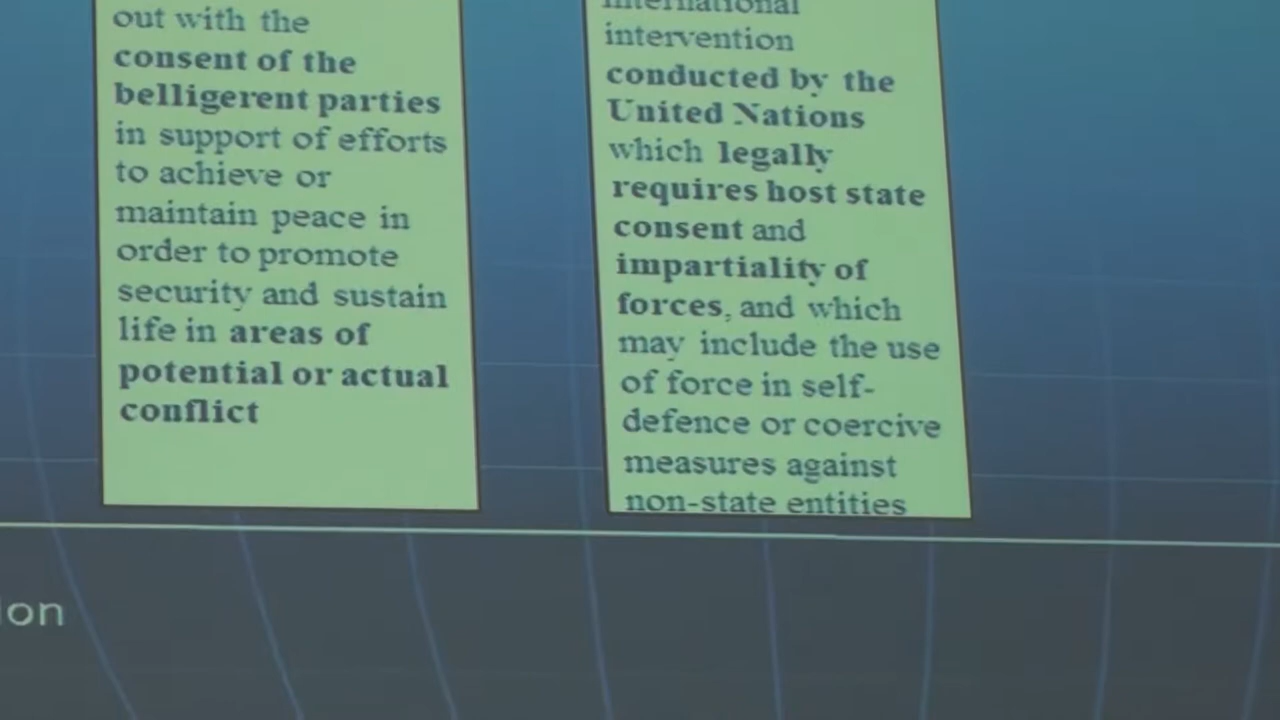 out with the
consent of the
belligerent parties
in support of efforts
to achieve or
maintain peace in
order to promote
security and sustain
life in areas of
potential or actual
conflict
international
intervention
conducted by the
United Nations
which legally
requires host state
consent and
impartiality of
forces, and which
may include the use
of force in self-
defence or coercive
measures against
non-state entities